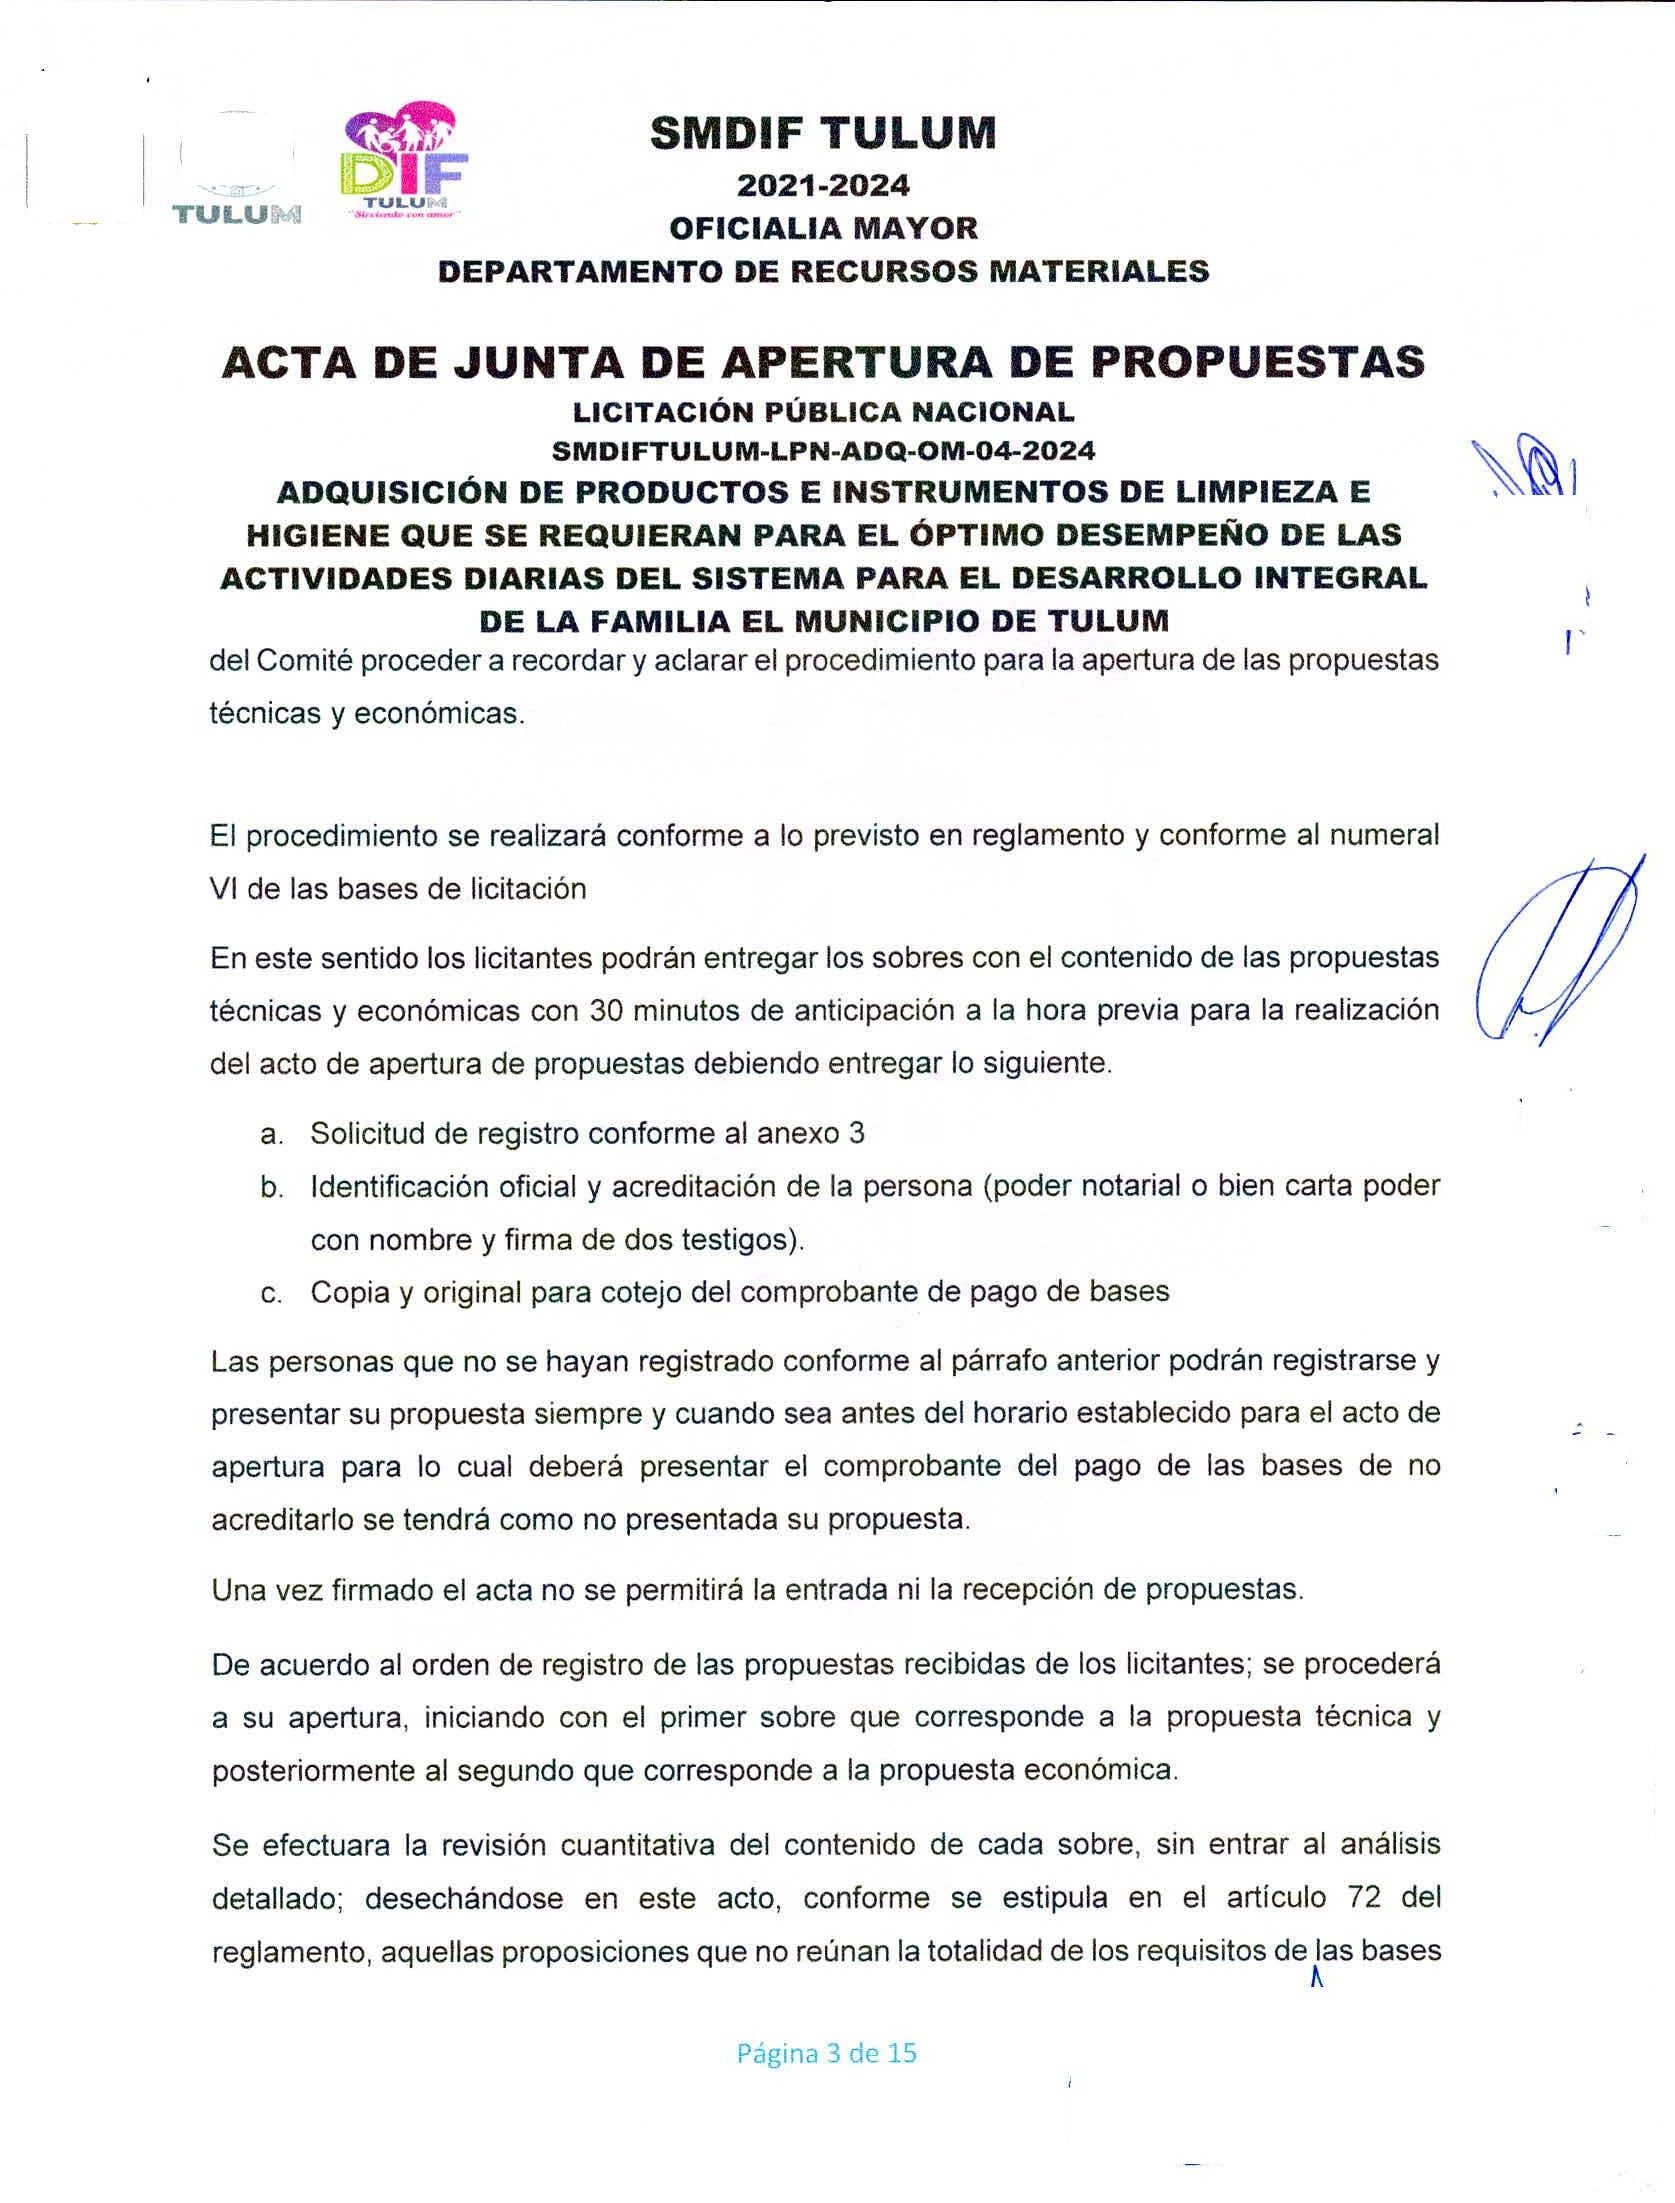 TULUM
DIF
TULUM
"Sirviendo con amor"
SMDIF TULUM
2021-2024
OFICIALIA MAYOR
DEPARTAMENTO DE RECURSOS MATERIALES
ACTA DE JUNTA DE APERTURA DE PROPUESTAS
LICITACIÓN PÚBLICA NACIONAL
SMDIFTULUM-LPN-ADQ-OM-04-2024
ADQUISICIÓN DE PRODUCTOS E INSTRUMENTOS DE LIMPIEZA E
HIGIENE QUE SE REQUIERAN PARA EL ÓPTIMO DESEMPEÑO DE LAS
ACTIVIDADES DIARIAS DEL SISTEMA PARA EL DESARROLLO INTEGRAL
DE LA FAMILIA EL MUNICIPIO DE TULUM
del Comité proceder a recordar y aclarar el procedimiento para la apertura de las propuestas
técnicas y económicas.
El procedimiento se realizará conforme a lo previsto en reglamento y conforme al numeral
VI de las bases de licitación
En este sentido los licitantes podrán entregar los sobres con el contenido de las propuestas
técnicas y económicas con 30 minutos de anticipación a la hora previa para la realización
del acto de apertura de propuestas debiendo entregar lo siguiente.
a. Solicitud de registro conforme al anexo 3
b. Identificación oficial y acreditación de la persona (poder notarial o bien carta poder
con nombre y firma de dos testigos).
c. Copia y original para cotejo del comprobante de pago de bases
Las personas que no se hayan registrado conforme al párrafo anterior podrán registrarse y
presentar su propuesta siempre y cuando sea antes del horario establecido para el acto de
apertura para lo cual deberá presentar el comprobante del pago de las bases de no
acreditarlo se tendrá como no presentada su propuesta.
Una vez firmado el acta no se permitirá la entrada ni la recepción de propuestas.
De acuerdo al orden de registro de las propuestas recibidas de los licitantes; se procederá
a su apertura, iniciando con el primer sobre que corresponde a la propuesta técnica y
posteriormente al segundo que corresponde a la propuesta económica.
Se efectuara la revisión cuantitativa del contenido de cada sobre, sin entrar al análisis
detallado; desechándose en este acto, conforme se estipula en el artículo 72 del
reglamento, aquellas proposiciones que no reúnan la totalidad de los requisitos de las bases
Página 3 de 15